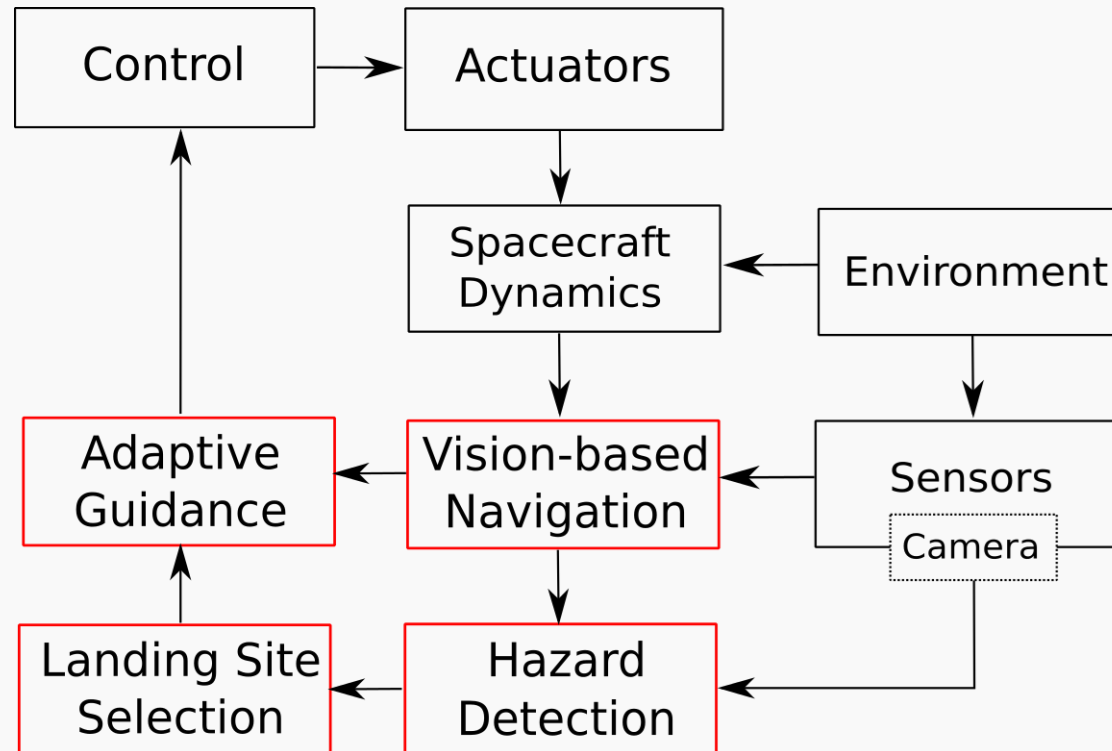 Control
Actuators
Spacecraft
Dynamics
Environment
Adaptive
Guidance
Vision-based
Navigation
Sensors
Camera
Landing Site
Selection
Hazard
Detection